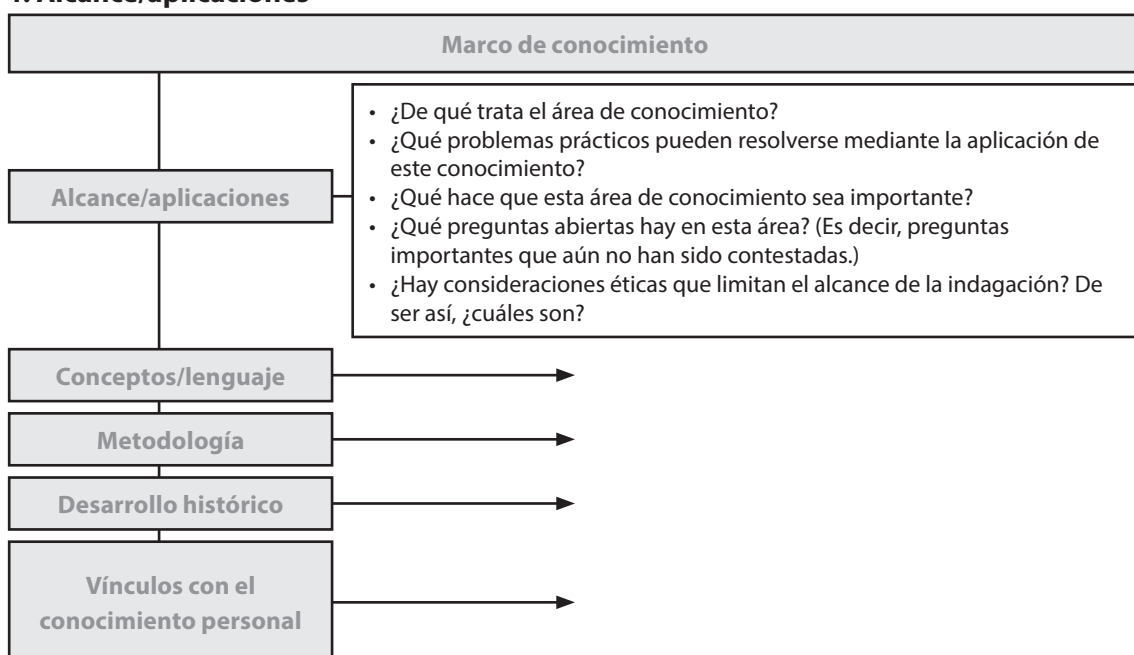 1. Alcance/aplicaciones
Marco de conocimiento
• ¿De qué trata el área de conocimiento?
• ¿Qué problemas prácticos pueden resolverse mediante la aplicación de
este conocimiento?
Alcance/aplicaciones
• ¿Qué hace que esta área de conocimiento sea importante?
• ¿Qué preguntas abiertas hay en esta área? (Es decir, preguntas
importantes que aún no han sido contestadas.)
• ¿Hay consideraciones éticas que limitan el alcance de la indagación? De
ser así, ¿cuáles son?
Conceptos/lenguaje
Metodología
Desarrollo histórico
Vínculos con el
conocimiento personal